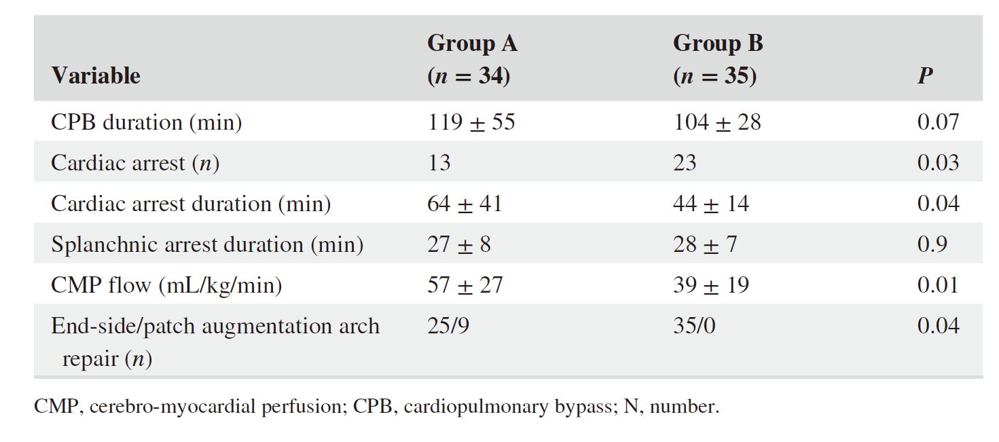 Variable Group A (n = 34) Group B (n = 35) P
CPB duration (min) 119 ± 55 104 ± 28 0.07
Cardiac arrest (n) 13 23 0.03
Cardiac arrest duration (min) 64 ± 41 44 ± 14 0.04
Splanchnic arrest duration (min) 27 ± 8 28 ± 7 0.9
CMP flow (mL/kg/min) 57 ± 27 39 ± 19 0.01
End-side/patch augmentation arch 25/9 35/0 0.04
repair (n)
CMP, cerebro-myocardial perfusion; CPB, cardiopulmonary bypass; N, number.